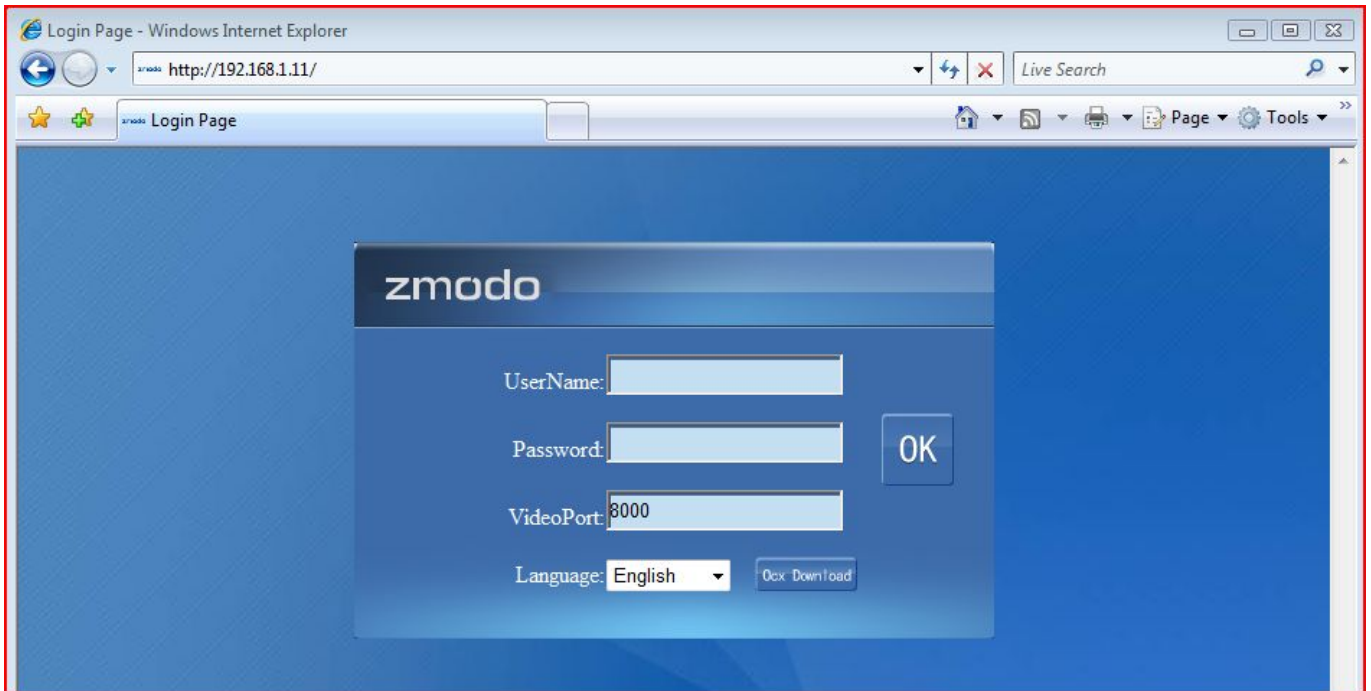 Login Page - Windows Internet Explorer
http://192.168.1.11/
Live Search
Login Page
Page
Tools
zmodo
UserName:
Password:
OK
VideoPort:
8000
Language:
English
Ocx Download